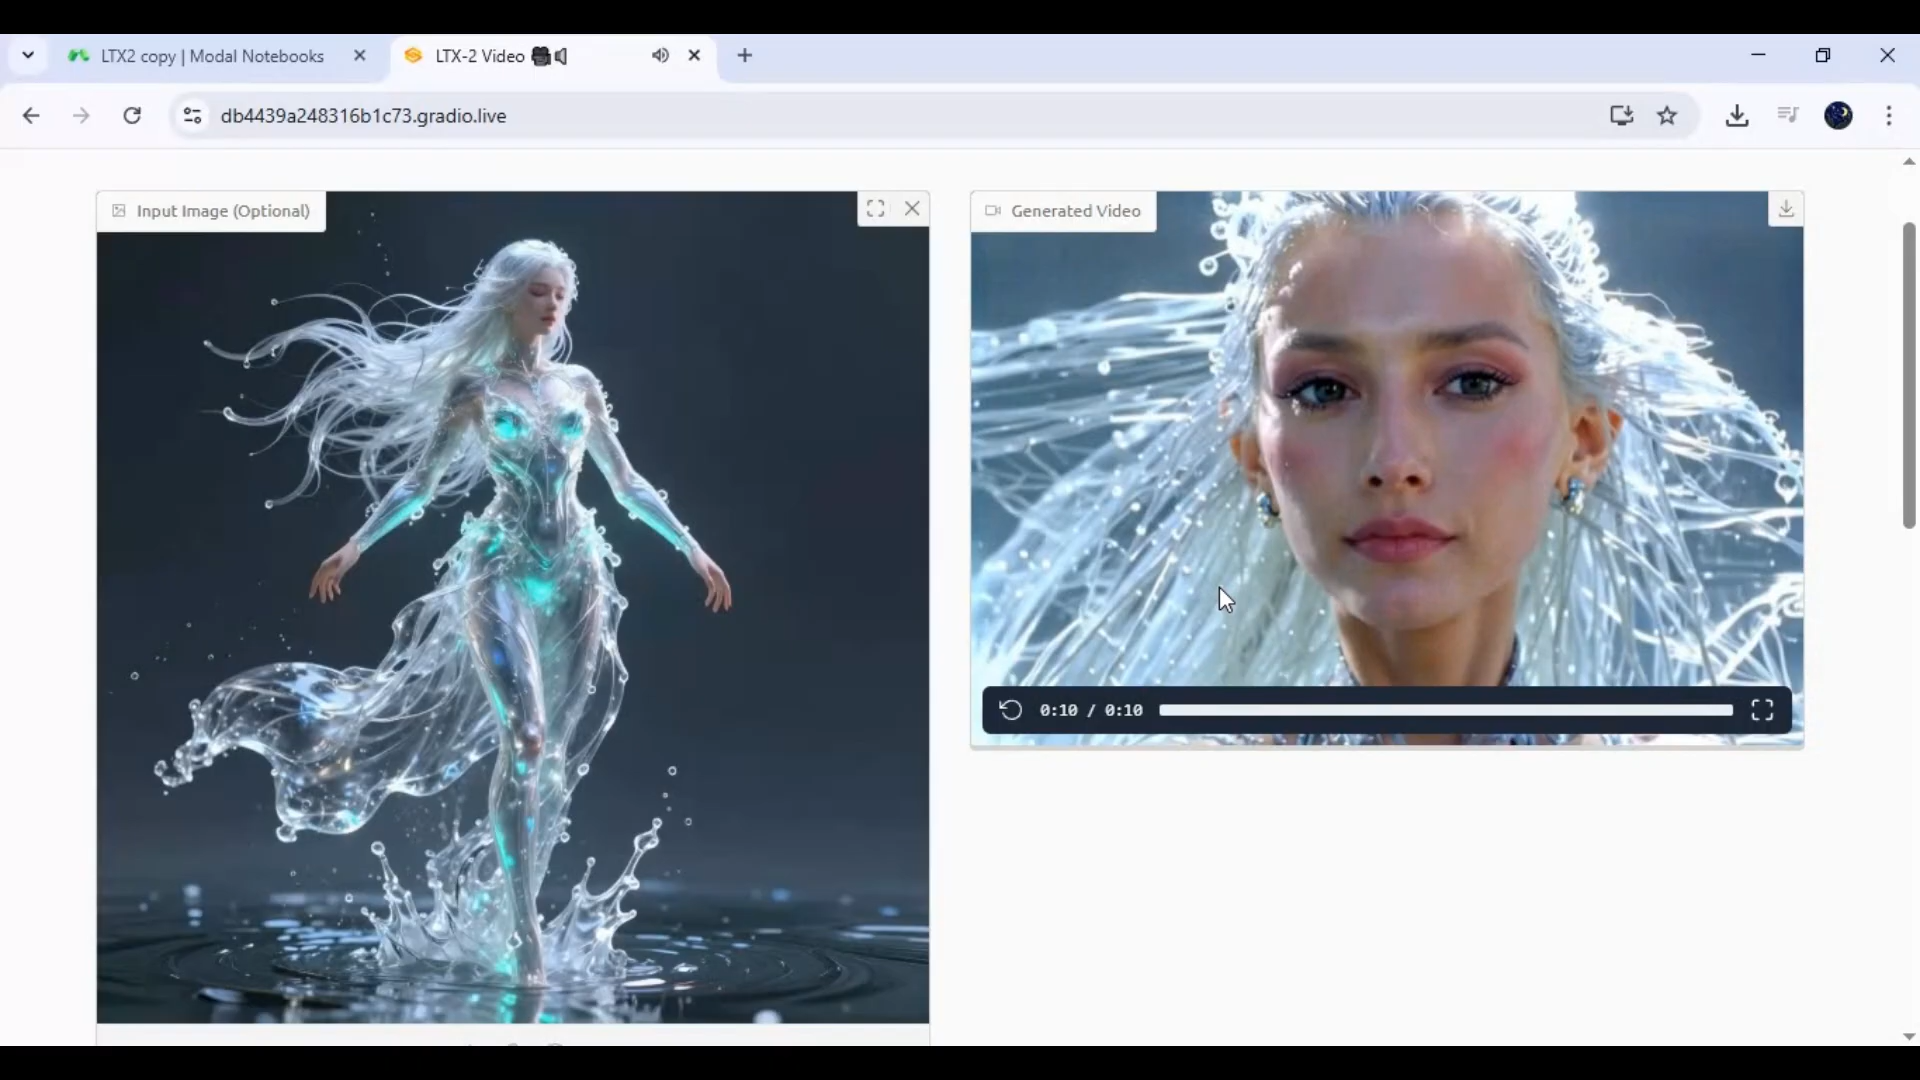 LTX2 copy | Modal Notebooks
LTX-2 Video
db4439a248316b1c73.gradio.live
Input Image (Optional)
Generated Video
0:10 / 0:10